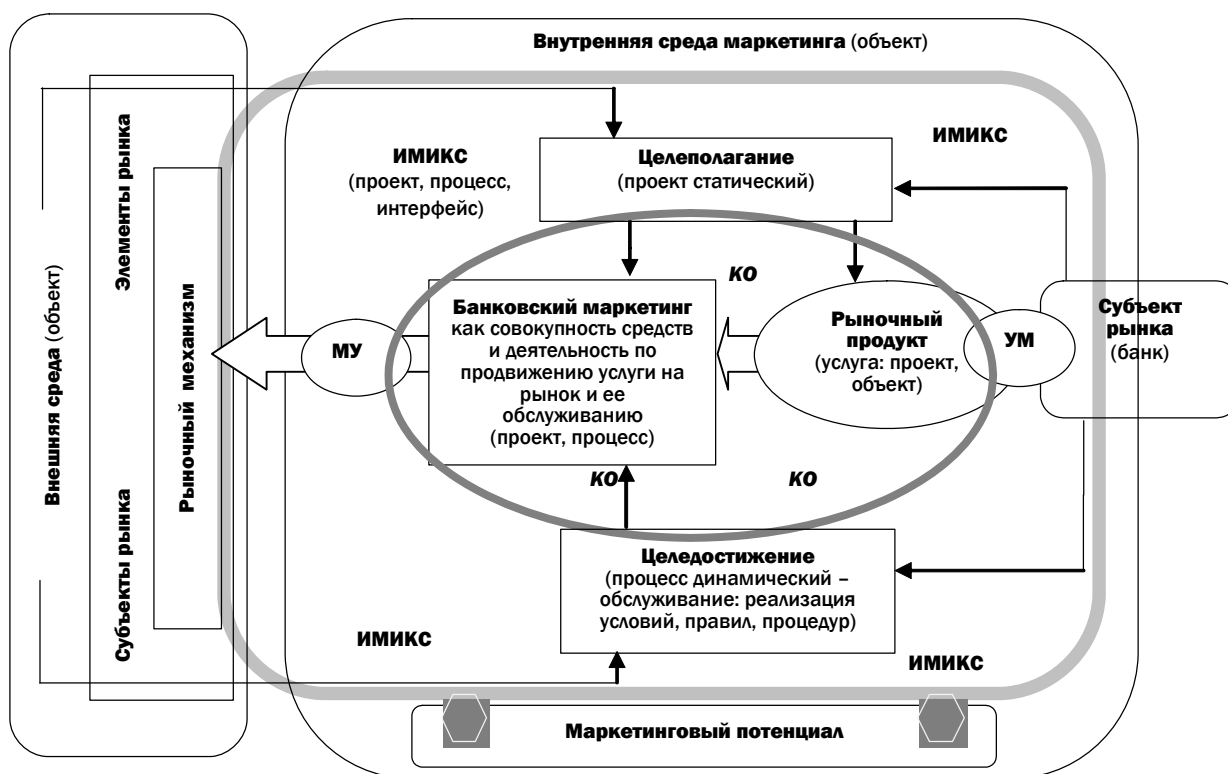 Внутренняя среда маркетинга (объект)
Внешняя среда (объект)
Элементы рынка
Субъекты рынка
Рыночный механизм
ИМИКС
(проект, процесс,
интерфейс)
Целеполагание
(проект статический)
ИМИКС
КО
Банковский маркетинг
как совокупность средств
и деятельность по
продвижению услуги на
рынок и ее
обслуживанию
(проект, процесс)
МУ
Рыночный
продукт
(услуга: проект,
объект)
УМ
Субъект
рынка
(банк)
КО
КО
Целедостижение
(процесс динамический –
обслуживание: реализация
условий, правил, процедур)
ИМИКС
ИМИКС
Маркетинговый потенциал